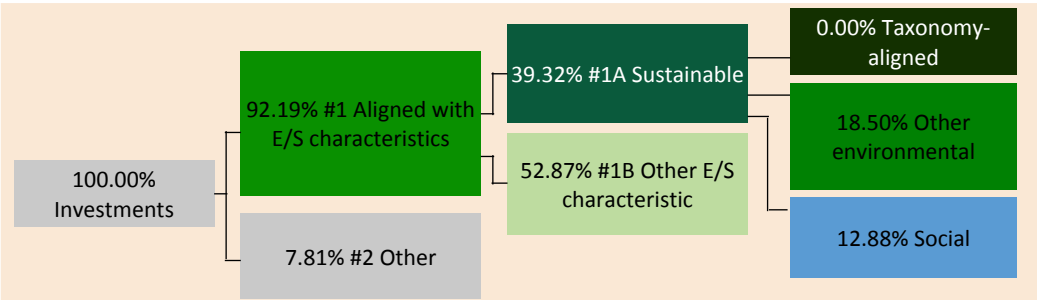 100.00%
Investments
92.19% #1 Aligned with
E/S characteristics
7.81% #2 Other
39.32% #1A Sustainable
52.87% #1B Other E/S
characteristic
0.00% Taxonomy-
aligned
18.50% Other
environmental
12.88% Social